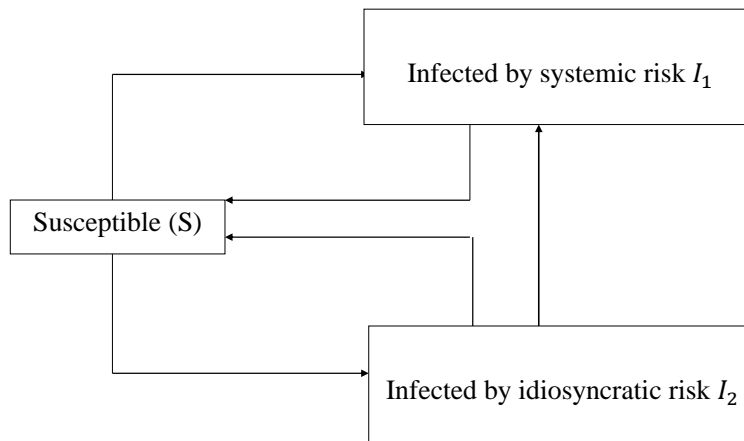 Infected by systemic risk I₁
Susceptible (S)
Infected by idiosyncratic risk I₂